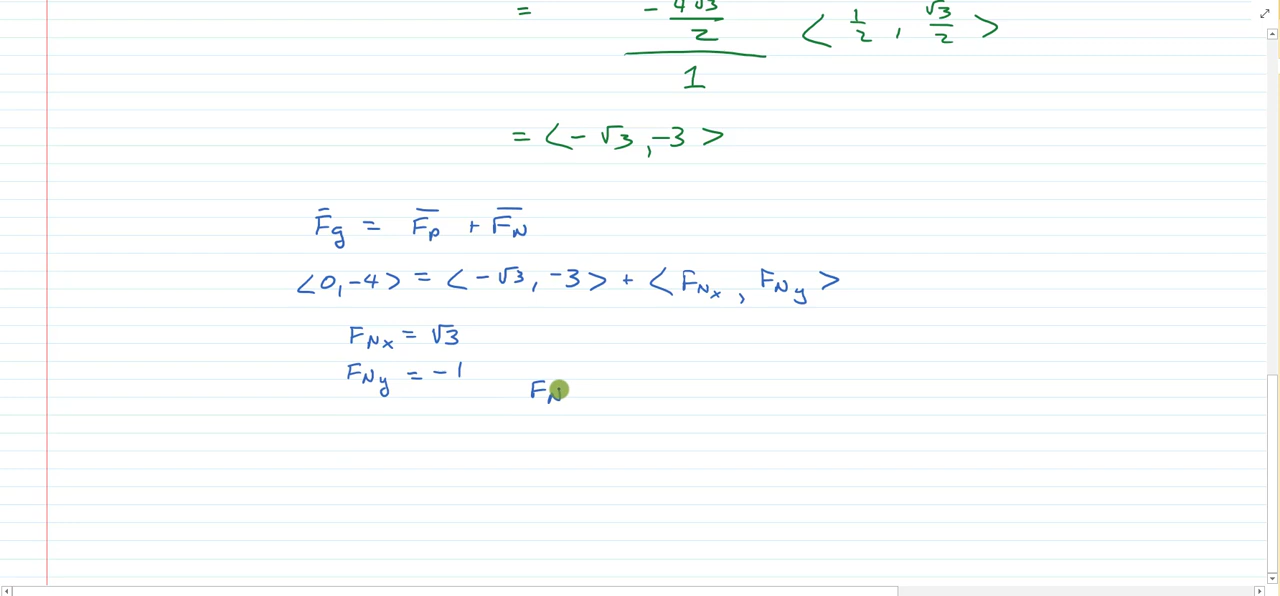 = - 4√3/2 / 1 < 1/2 , √3/2 >
= < - √3 , -3 >
F̄g = F̄p + F̄N
< 0, -4 > = < - √3 , -3 > + < FNx , FNy >
FNx = √3
FNy = -1
FN